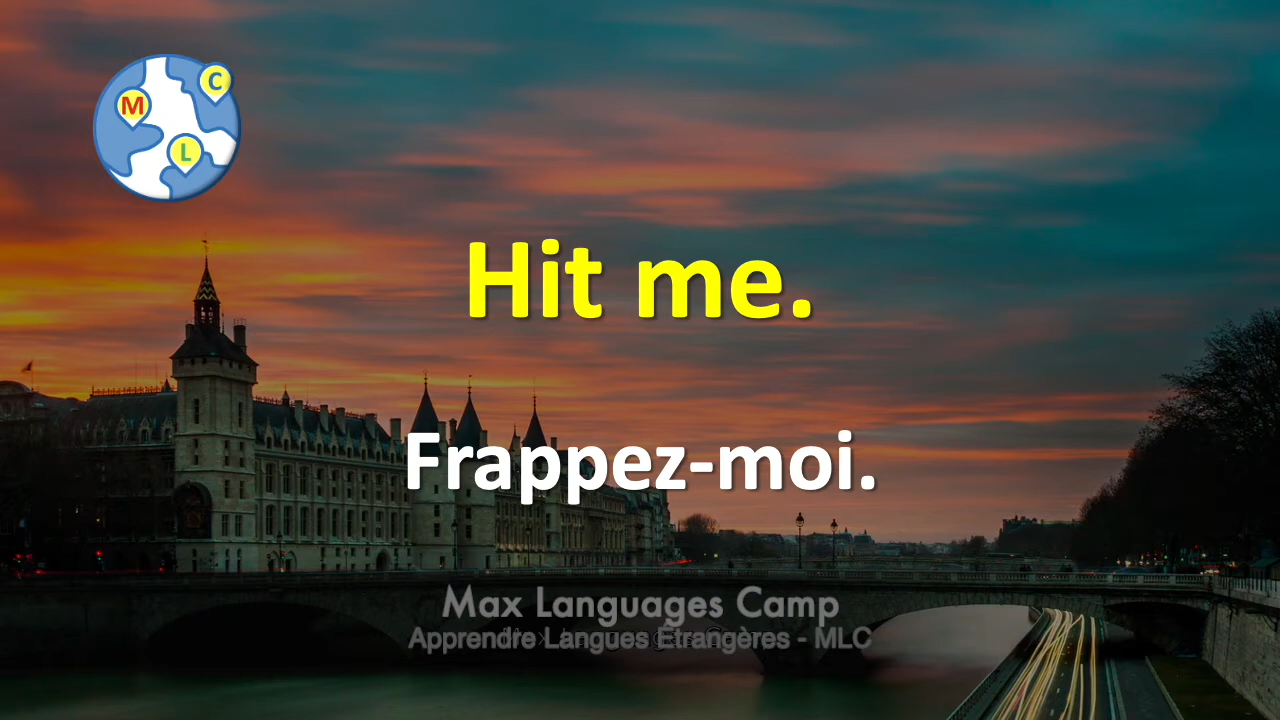 M
C
L
Hit me.
Frappez-moi.
Max Languages Camp
Apprendre Langues Étrangères - MLC